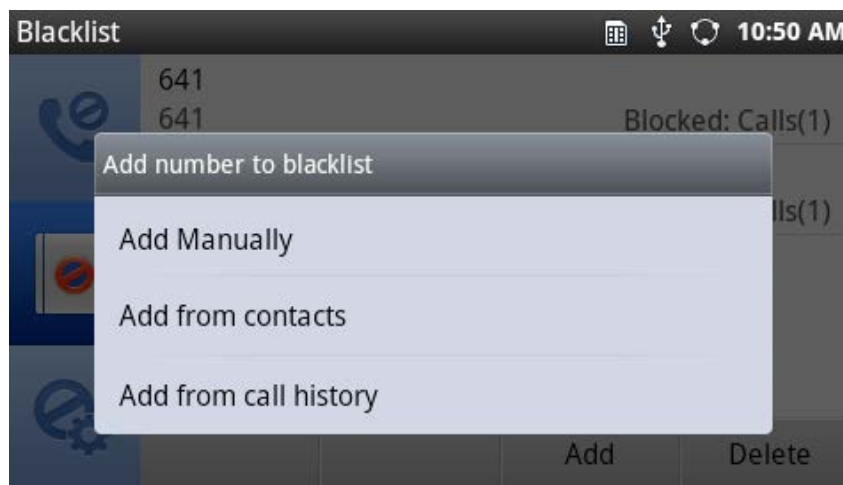 Blacklist 10:50 AM
641
641 Blocked: Calls(1)
Add number to blacklist
lls(1)
Add Manually
Add from contacts
Add from call history
Add Delete